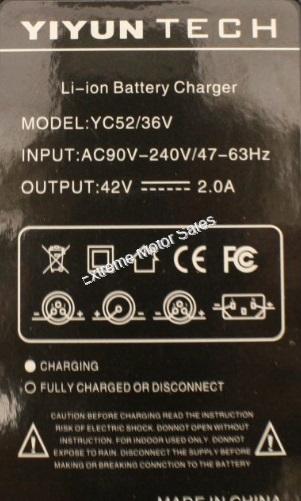 YIYUN TECH
Li-ion Battery Charger
MODEL:YC52/36V
INPUT:AC90V-240V/47-63Hz
OUTPUT:42V ⎓ 2.0A
CE FC
Extreme Motor Sales
CHARGING
FULLY CHARGED OR DISCONNECT
CAUTION BEFORE CHARGING READ THE INSTRUCTION
RISK OF ELECTRIC SHOCK. DONNOT OPEN WITHOUT
INSTRUCTION. FOR INDOOR USED ONLY. DONNOT
EXPOSE TO RAIN. DISCONNECT THE SUPPLY BEFORE
MAKING OR BREAKING CONNCTION TO THE BATTERY
MADE IN CHINA